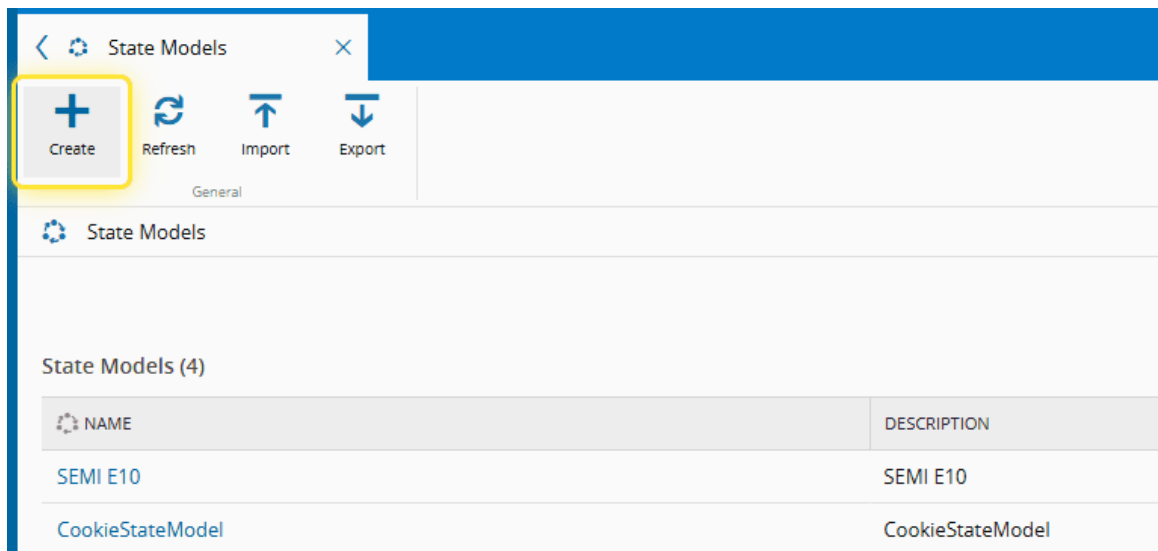 State Models
Create Refresh Import Export
General
State Models
State Models (4)
NAME DESCRIPTION
SEMI E10 SEMI E10
CookieStateModel CookieStateModel